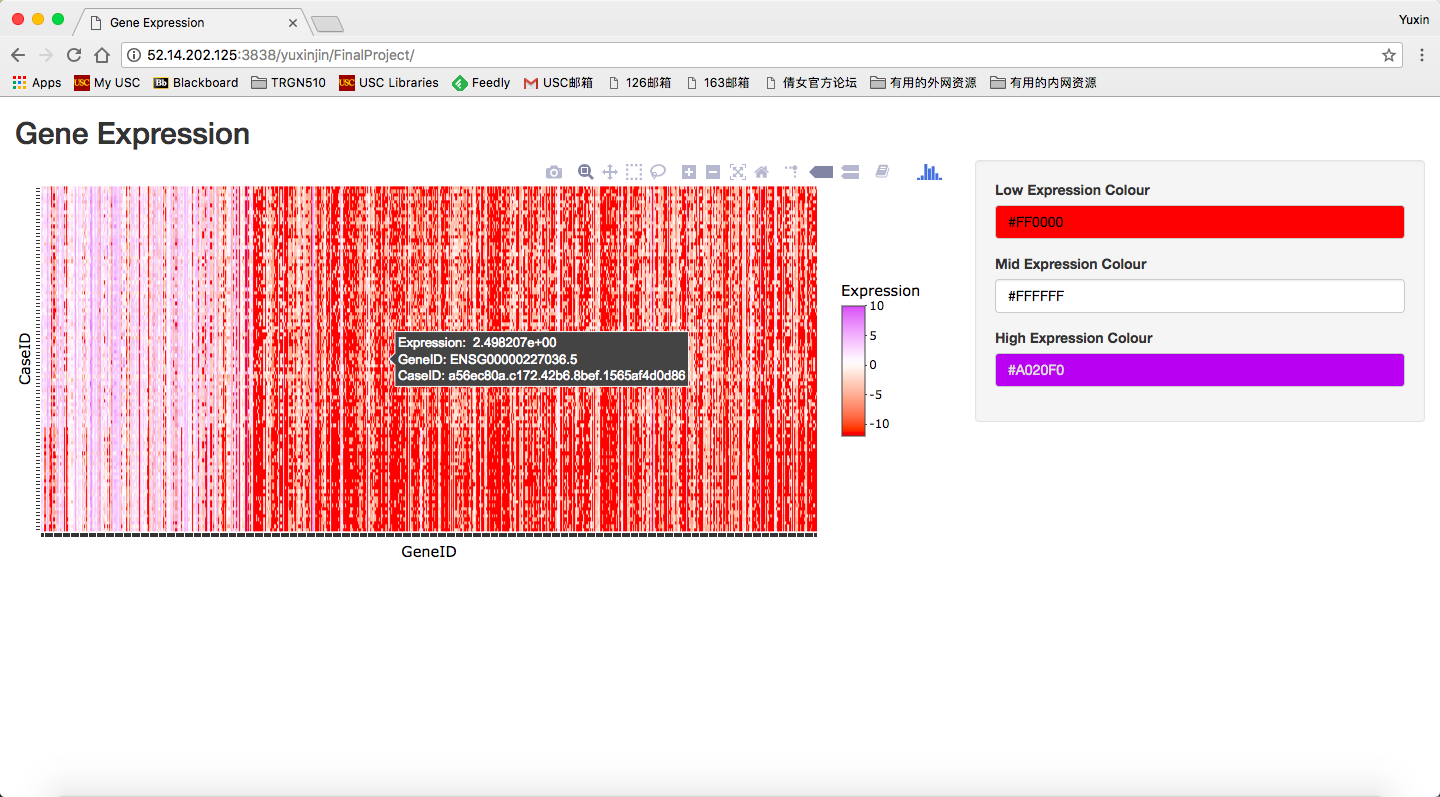 Gene Expression
Yuxin
52.14.202.125:3838/yuxinjin/FinalProject/
Apps USC My USC Bb Blackboard TRGN510 USC USC Libraries Feedly USC邮箱 126邮箱 163邮箱 倩女官方论坛 有用的外网资源 有用的内网资源
Gene Expression
CaseID
Expression: 2.498207e+00
GeneID: ENSG00000227036.5
CaseID: a56ec80a.c172.42b6.8bef.1565af4d0d86
GeneID
Expression
10
5
0
-5
-10
Low Expression Colour
#FF0000
Mid Expression Colour
#FFFFFF
High Expression Colour
#A020F0